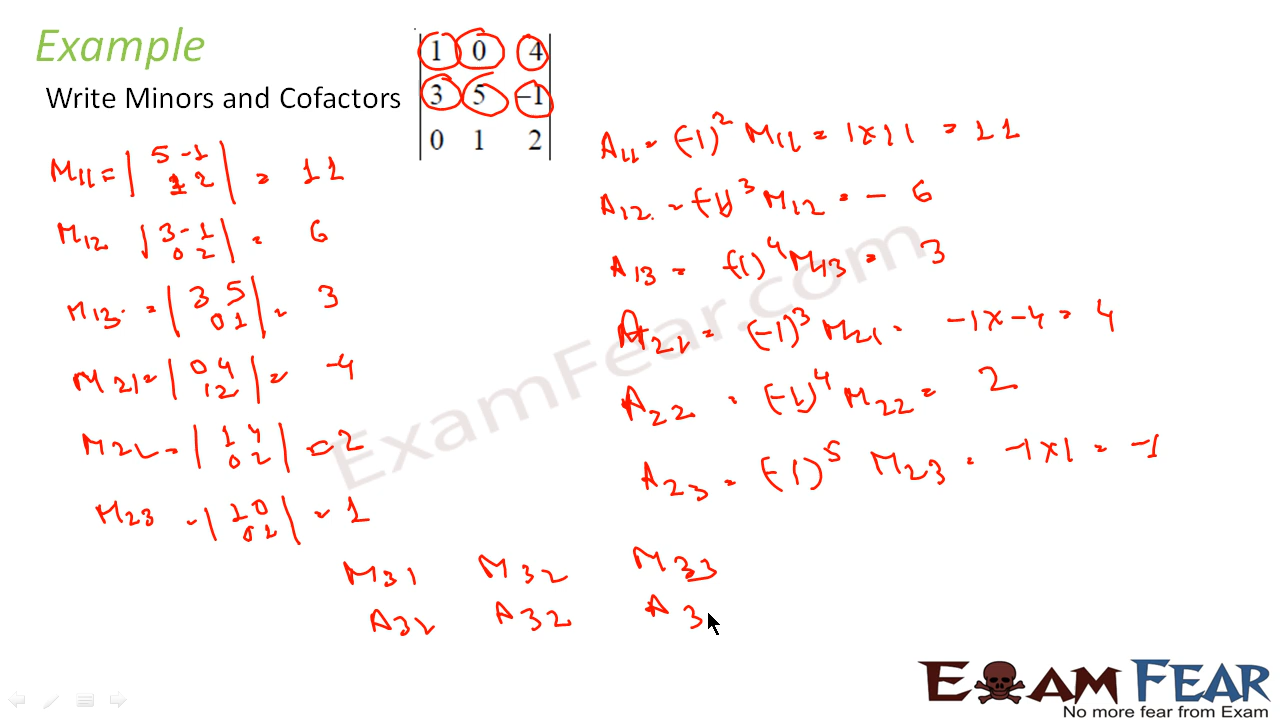 Example
Write Minors and Cofactors
|1 0 4|
|3 5 –1|
|0 1 2|
M11 = |5 -1| = 11
|1 2|
M12 |3 -1| = 6
|0 2|
M13 = |3 5| = 3
|0 1|
M21 = |0 4| = -4
|1 2|
M22 = |1 4| = 2
|0 2|
M23 = |1 0| = 1
|0 1|
M31 M32 M33
A31 A32 A3
A11 = (-1)^2 M11 = 1x11 = 11
A12 = (-1)^3 M12 = - 6
A13 = (-1)^4 M13 = 3
A21 = (-1)^3 M21 = -1x-4 = 4
A22 = (-1)^4 M22 = 2
A23 = (-1)^5 M23 = -1x1 = -1
ExamFear.com
EXAM FEAR
No more fear from Exam